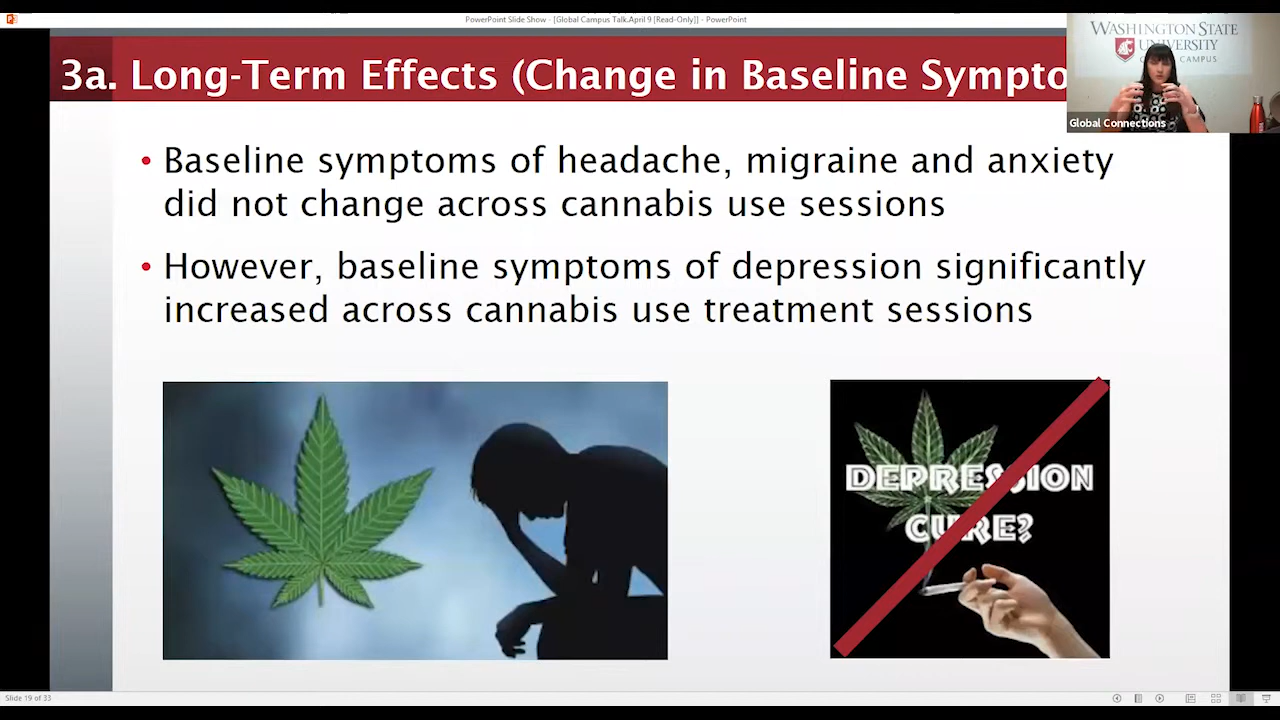 PowerPoint Slide Show - [Global Campus Talk.April 9 [Read-Only]] - PowerPoint
3a. Long-Term Effects (Change in Baseline Sympto
WASHINGTON STATE
UNIVERSITY
CAMPUS
Global Connections
• Baseline symptoms of headache, migraine and anxiety
did not change across cannabis use sessions
• However, baseline symptoms of depression significantly
increased across cannabis use treatment sessions
DEPRESSION
CURE?
Slide 19 of 33